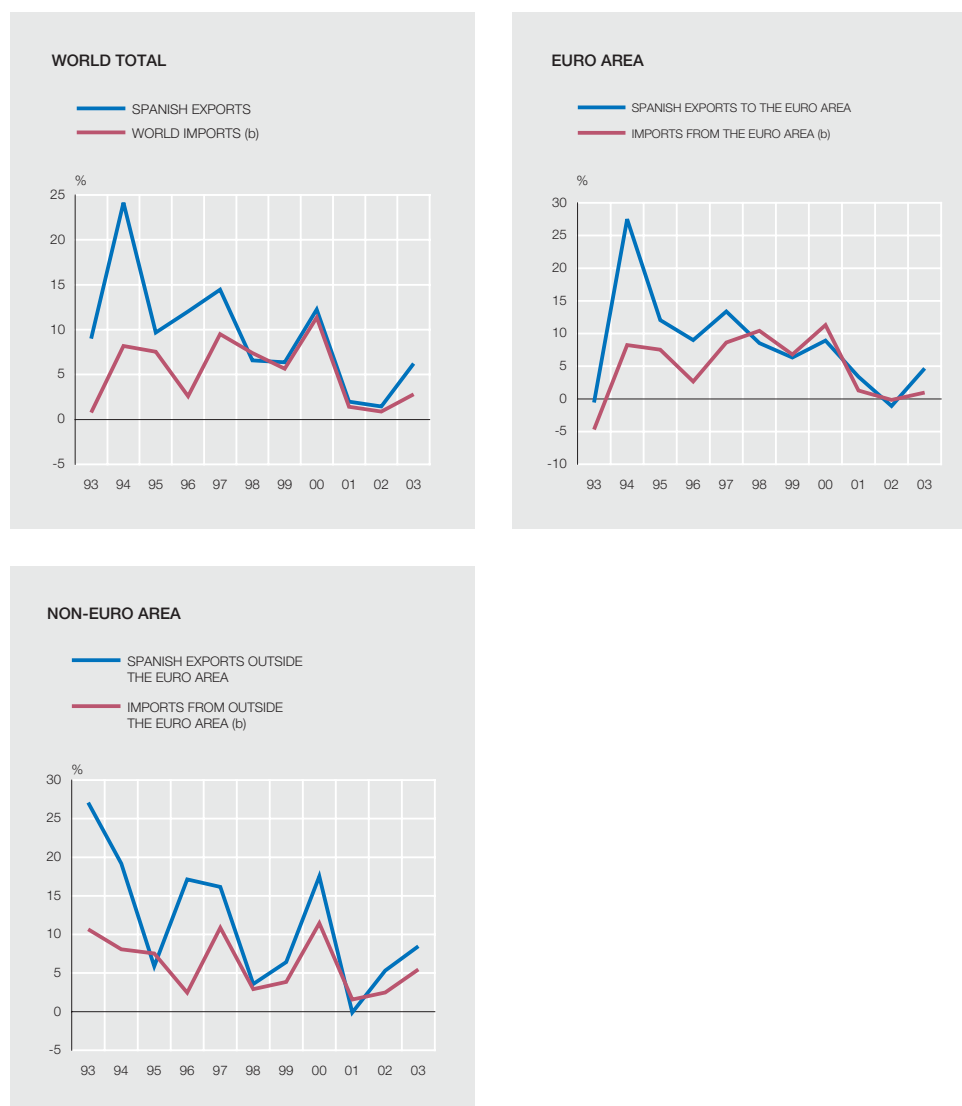 WORLD TOTAL
SPANISH EXPORTS
WORLD IMPORTS (b)
%
25
20
15
10
5
0
-5
93 94 95 96 97 98 99 00 01 02 03
EURO AREA
SPANISH EXPORTS TO THE EURO AREA
IMPORTS FROM THE EURO AREA (b)
%
30
25
20
15
10
5
0
-5
-10
93 94 95 96 97 98 99 00 01 02 03
NON-EURO AREA
SPANISH EXPORTS OUTSIDE
THE EURO AREA
IMPORTS FROM OUTSIDE
THE EURO AREA (b)
%
30
25
20
15
10
5
0
-5
93 94 95 96 97 98 99 00 01 02 03